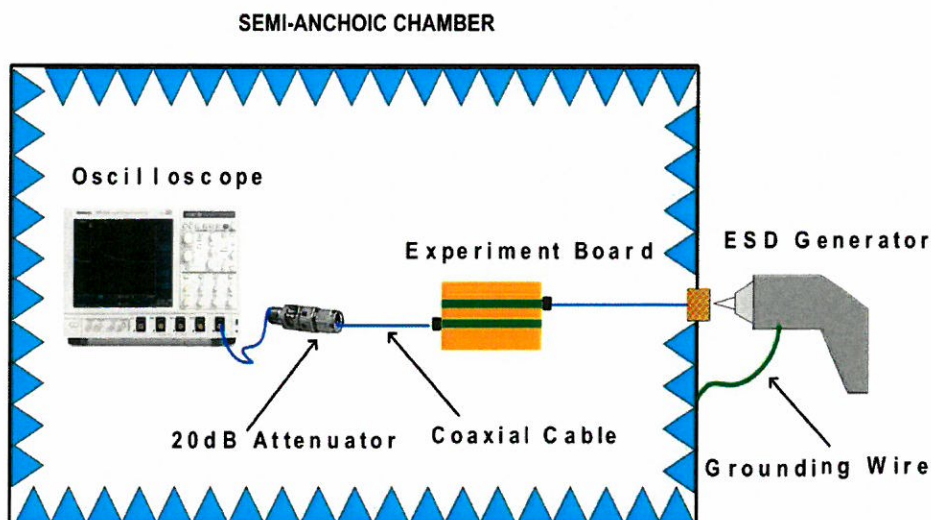 SEMI-ANCHOIC CHAMBER
Oscilloscope
Experiment Board
ESD Generator
20dB Attenuator
Coaxial Cable
Grounding Wire